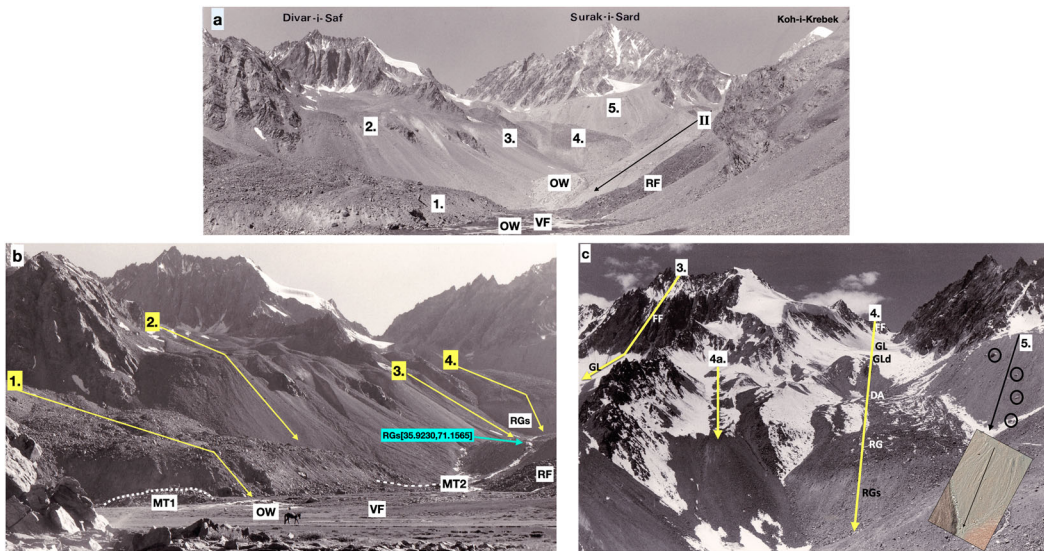 a
Divar-i-Saf
Surak-i-Sard
Koh-i-Krebek
5.
2.
3.
4.
II
OW
RF
1.
OW
VF
b
2.
1.
3.
4.
RGs
RGs[35.9230,71.1565]
RF
MT1
MT2
OW
VF
c
3.
4.
FF
FF
5.
GL
GL
4a.
GLd
DA
RG
RGs